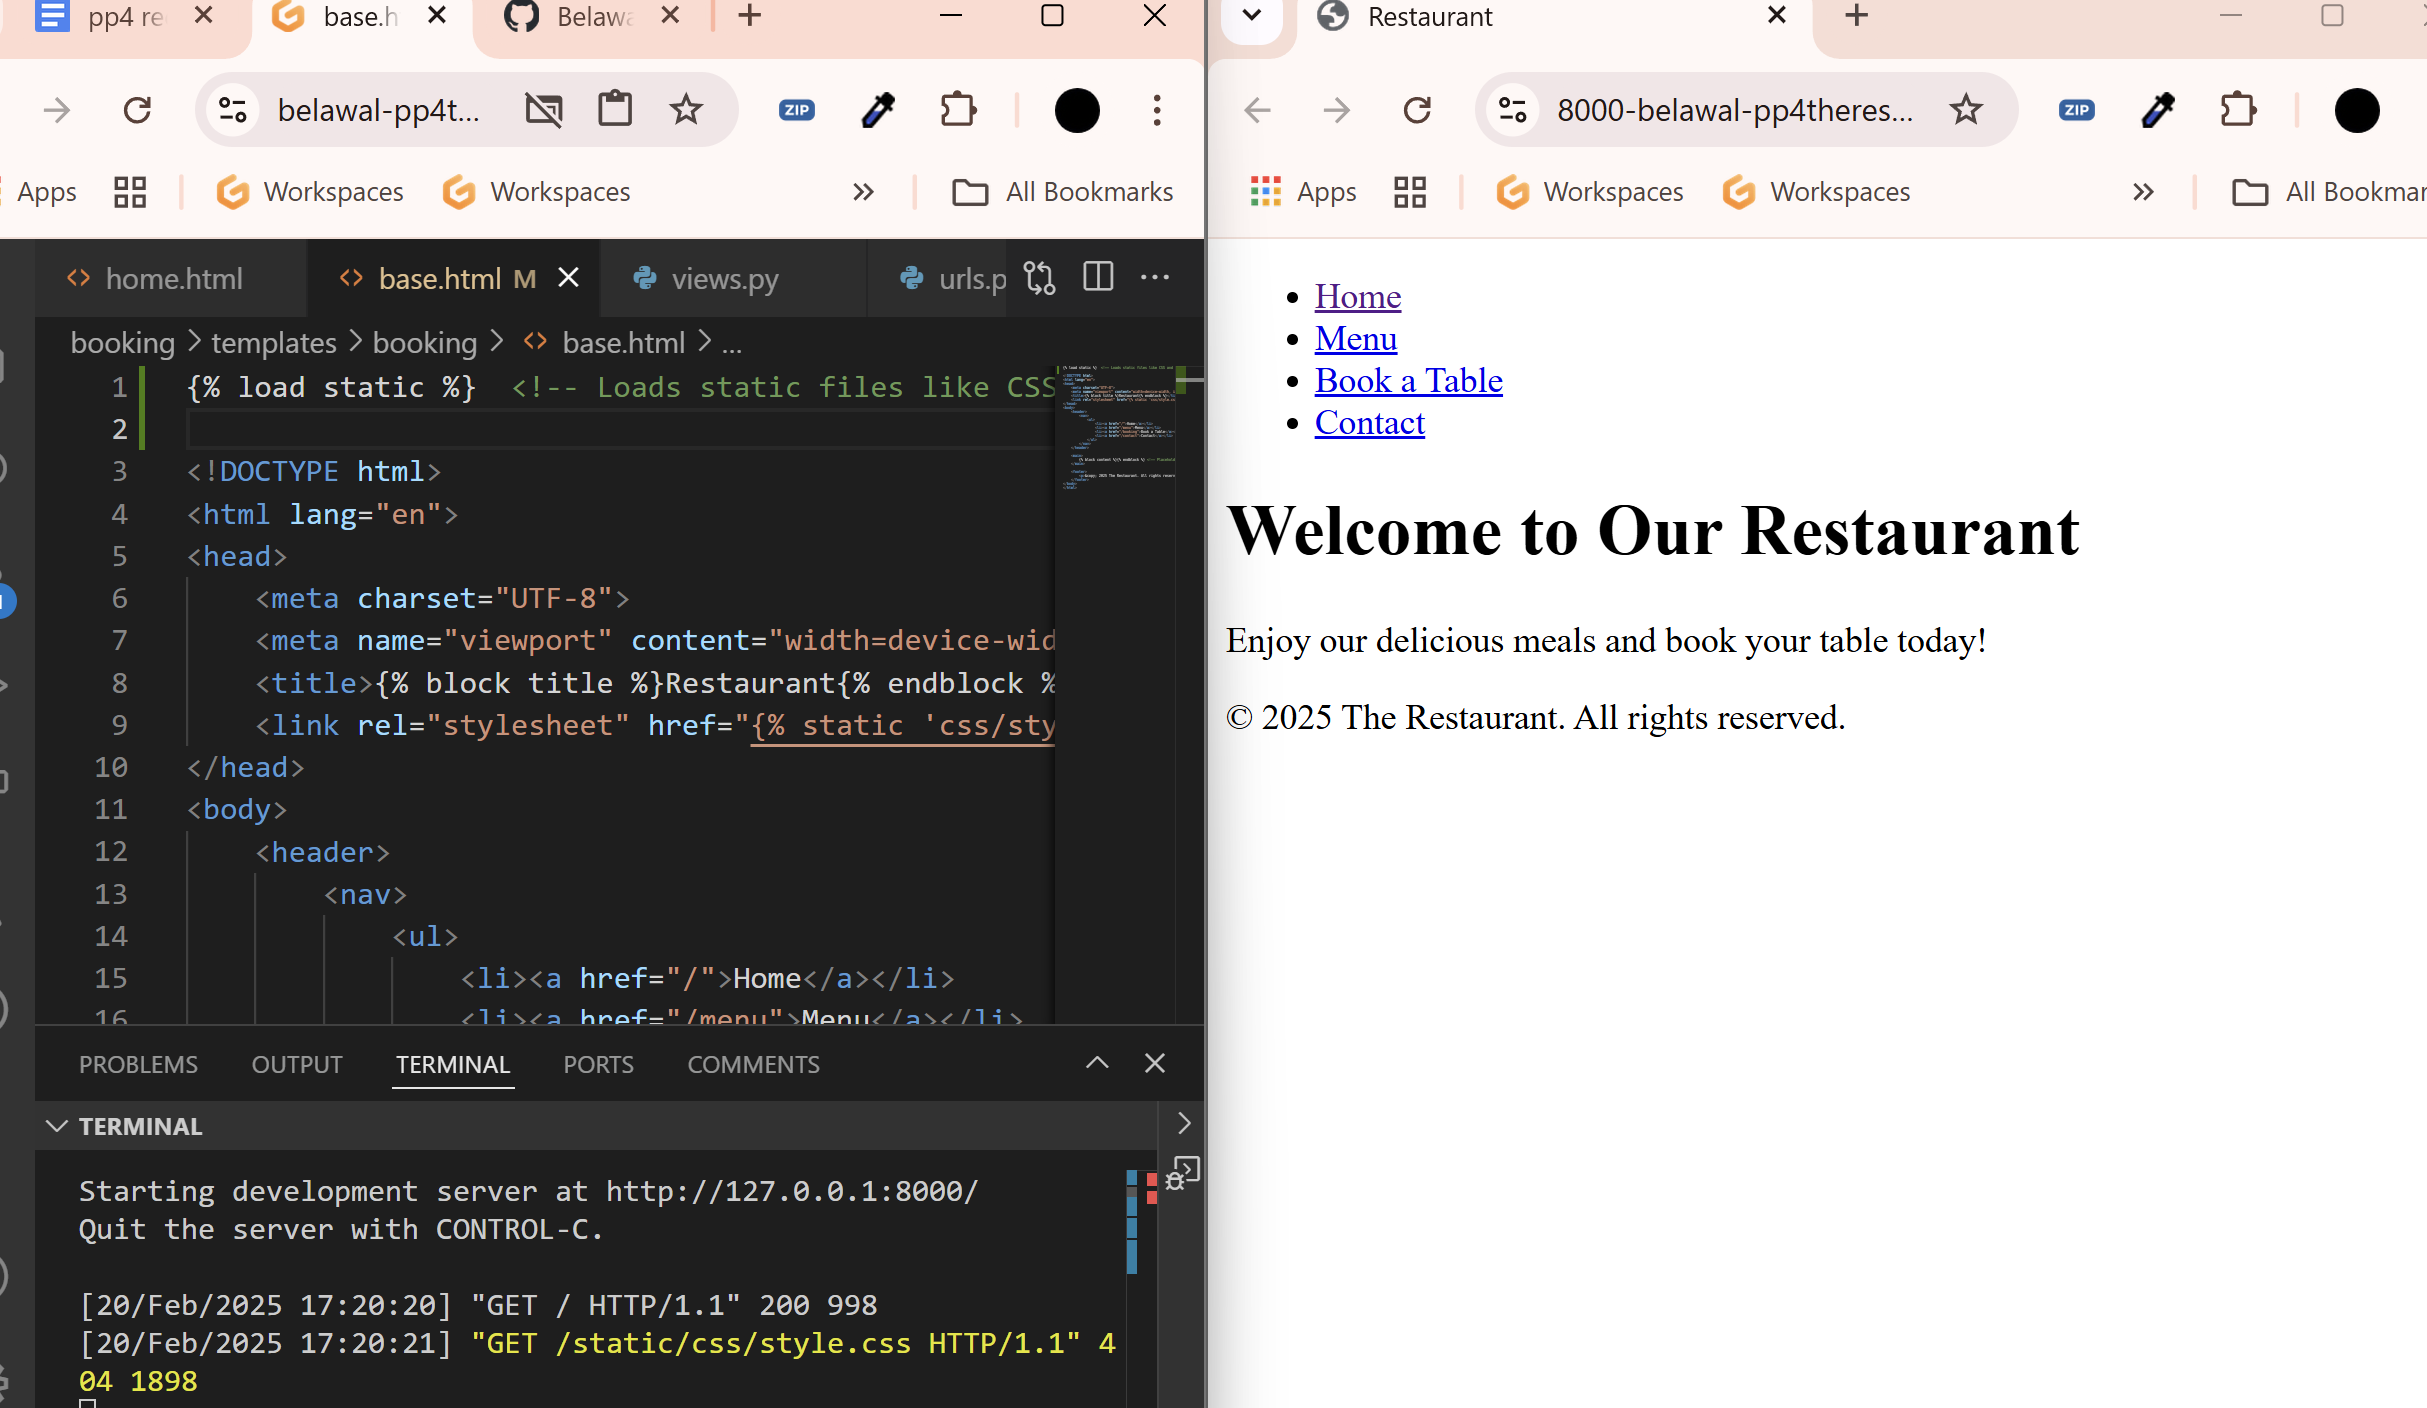 pp4 re
base.h
Belawa
belawal-pp4t...
ZIP
Apps
Workspaces
Workspaces
All Bookmarks
home.html
base.html M
views.py
urls.p
booking > templates > booking > base.html > ...
1 {% load static %}  <!-- Loads static files like CSS
2
3 <!DOCTYPE html>
4 <html lang="en">
5 <head>
6 <meta charset="UTF-8">
7 <meta name="viewport" content="width=device-wid
8 <title>{% block title %}Restaurant{% endblock %
9 <link rel="stylesheet" href="{% static 'css/sty
10 </head>
11 <body>
12 <header>
13 <nav>
14 <ul>
15 <li><a href="/">Home</a></li>
16 <li><a href="/menu">Menu</a></li>
PROBLEMS
OUTPUT
TERMINAL
PORTS
COMMENTS
TERMINAL
Starting development server at http://127.0.0.1:8000/
Quit the server with CONTROL-C.
[20/Feb/2025 17:20:20] "GET / HTTP/1.1" 200 998
[20/Feb/2025 17:20:21] "GET /static/css/style.css HTTP/1.1" 4
04 1898
Restaurant
8000-belawal-pp4theres...
ZIP
Apps
Workspaces
Workspaces
All Bookmar
Home
Menu
Book a Table
Contact
Welcome to Our Restaurant
Enjoy our delicious meals and book your table today!
© 2025 The Restaurant. All rights reserved.